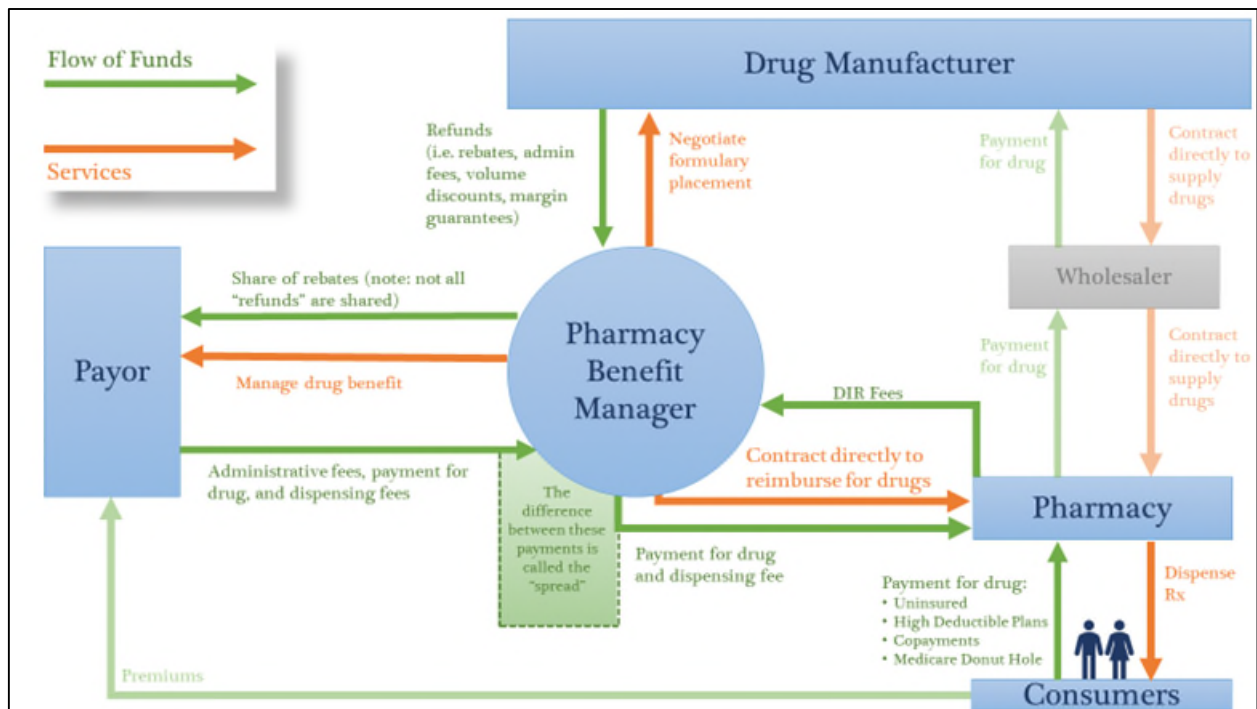 Flow of Funds
Services
Drug Manufacturer
Refunds
(i.e. rebates, admin
fees, volume
discounts, margin
guarantees)
Negotiate
formulary
placement
Payment
for drug
Contract
directly to
supply
drugs
Wholesaler
Share of rebates (note: not all
“refunds” are shared)
Payor
Manage drug benefit
Pharmacy
Benefit
Manager
Payment
for drug
Contract
directly to
supply
drugs
DIR Fees
Administrative fees, payment for
drug, and dispensing fees
Contract directly to
reimburse for drugs
The
difference
between these
payments is
called the
“spread”
Pharmacy
Payment for drug
and dispensing fee
Payment for drug:
• Uninsured
• High Deductible Plans
• Copayments
• Medicare Donut Hole
Dispense
Rx
Premiums
Consumers